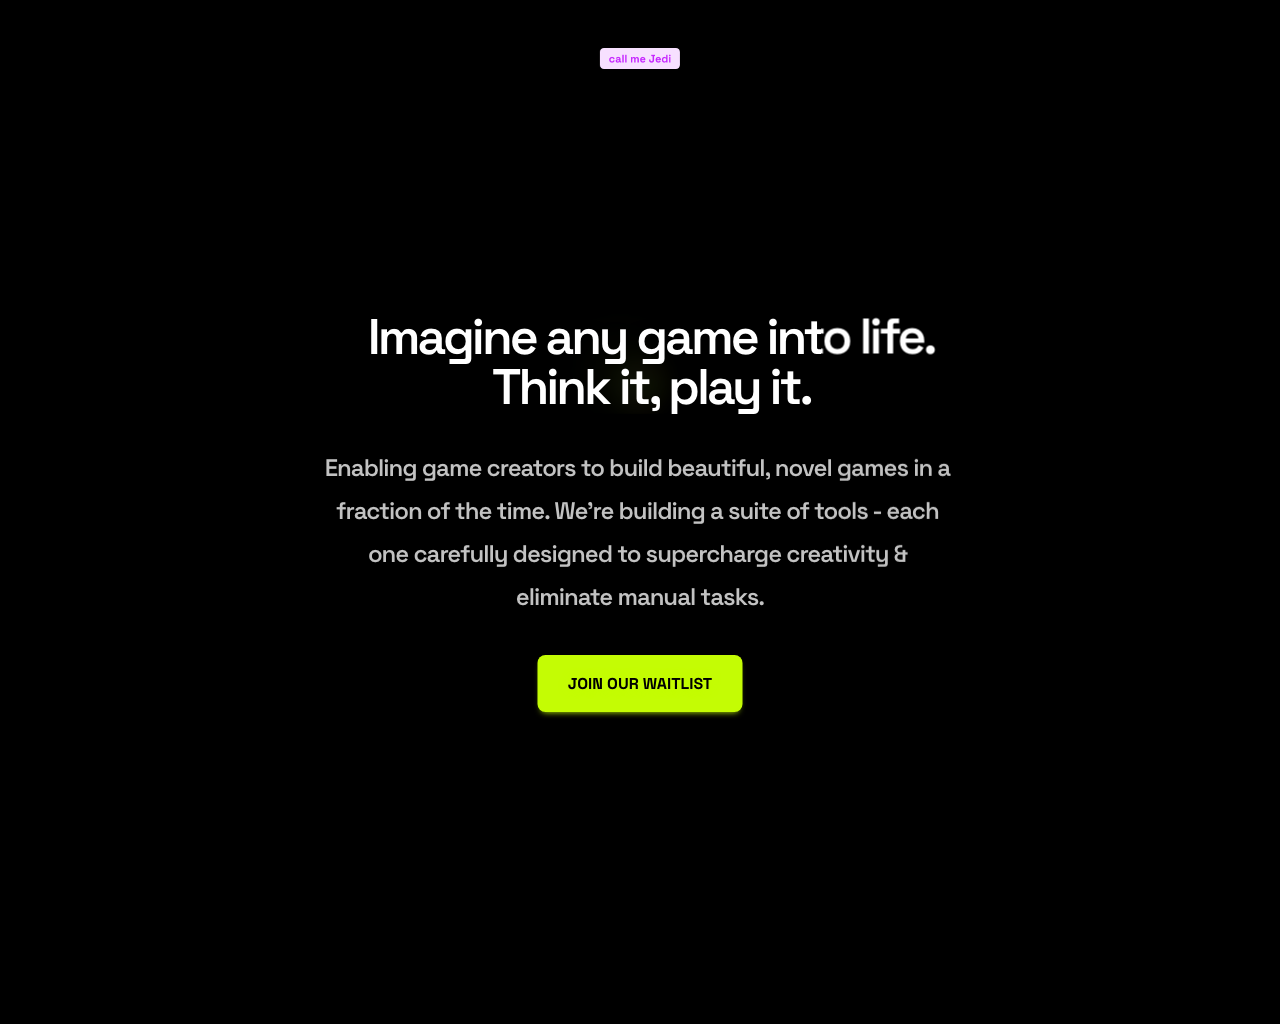 call me Jedi
Imagine any game into life.
Think it, play it.
Enabling game creators to build beautiful, novel games in a
fraction of the time. We’re building a suite of tools - each
one carefully designed to supercharge creativity &
eliminate manual tasks.
JOIN OUR WAITLIST